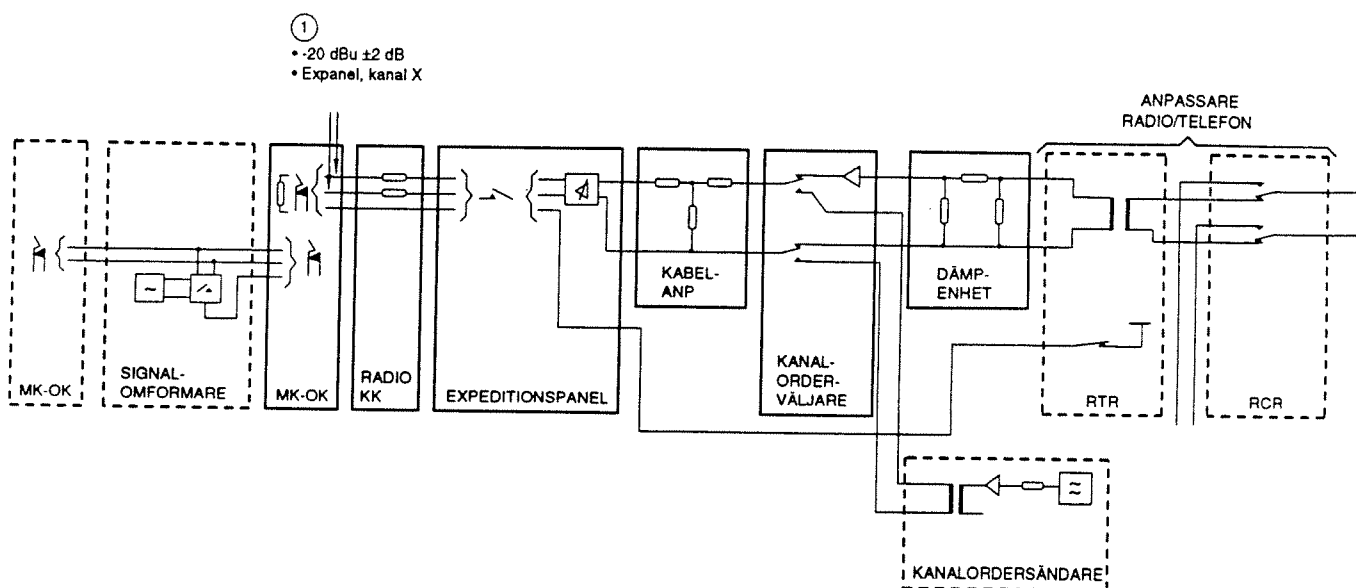 1
• -20 dBu ±2 dB
• Expanel, kanal X
ANPASSARE
RADIO/TELEFON
MK-OK
SIGNAL-
OMFORMARE
MK-OK
RADIO
KK
EXPEDITIONSPANEL
KABEL-
ANP
KANAL-
ORDER-
VÄLJARE
DÄMP-
ENHET
RTR
RCR
KANALORDERSÄNDARE